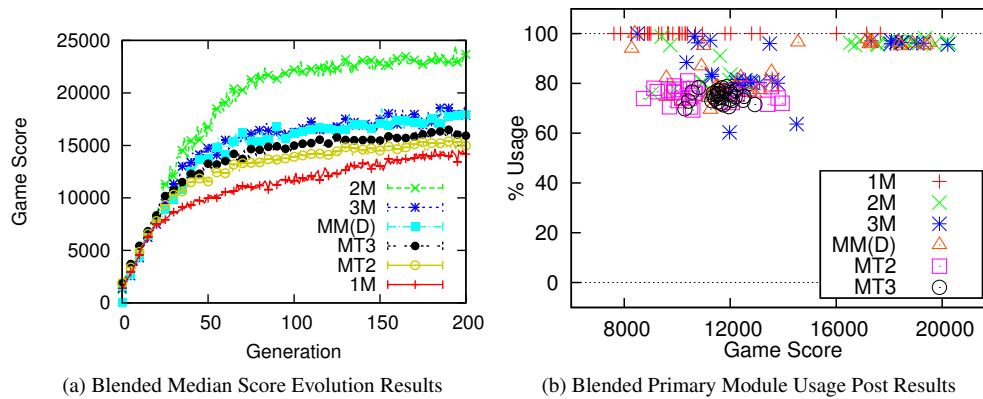 25000
20000
15000
10000
5000
0
Game Score
2M
3M
MM(D)
MT3
MT2
1M
0 50 100 150 200
Generation
(a) Blended Median Score Evolution Results
100
80
60
40
20
0
% Usage
1M
2M
3M
MM(D)
MT2
MT3
8000 12000 16000 20000
Game Score
(b) Blended Primary Module Usage Post Results